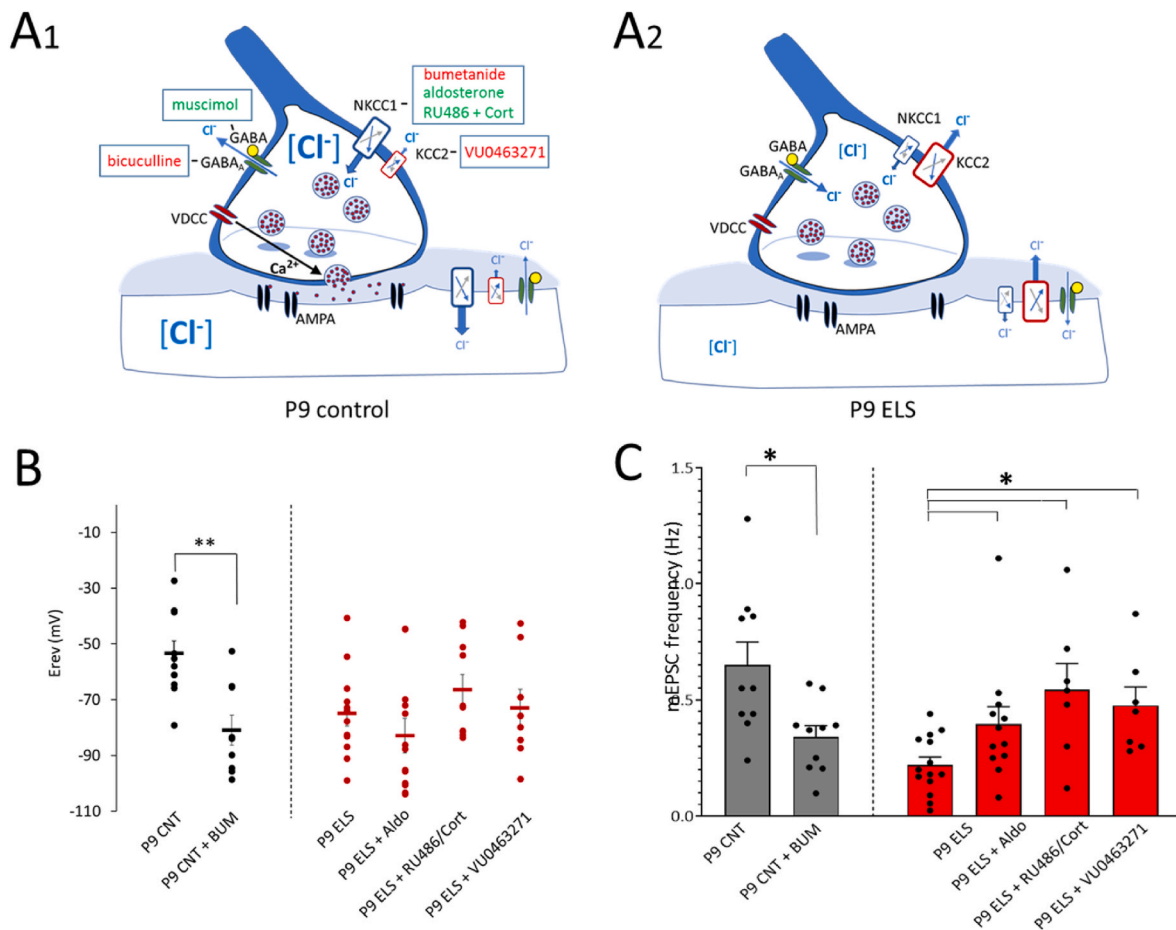 A1
bumetanide
aldosterone
RU486 + Cort
NKCC1
muscimol
Cl-
GABA
[Cl-]
KCC2
VU0463271
bicuculline
GABAA
Cl-
VDCC
Ca2+
Cl-
AMPA
[Cl-]
Cl-
P9 control
A2
NKCC1
Cl-
GABA
[Cl-]
GABAA
Cl-
KCC2
VDCC
Cl-
AMPA
[Cl-]
Cl-
Cl-
P9 ELS
B
-10
-30
-50
-70
-90
-110
Erev (mV)
**
P9 CNT
P9 CNT + BUM
P9 ELS
P9 ELS + Aldo
P9 ELS + RU486/Cort
P9 ELS + VU0463271
C
1.5
1.0
0.5
0.0
mEPSC frequency (Hz)
*
*
P9 CNT
P9 CNT + BUM
P9 ELS
P9 ELS + Aldo
P9 ELS + RU486/Cort
P9 ELS + VU0463271